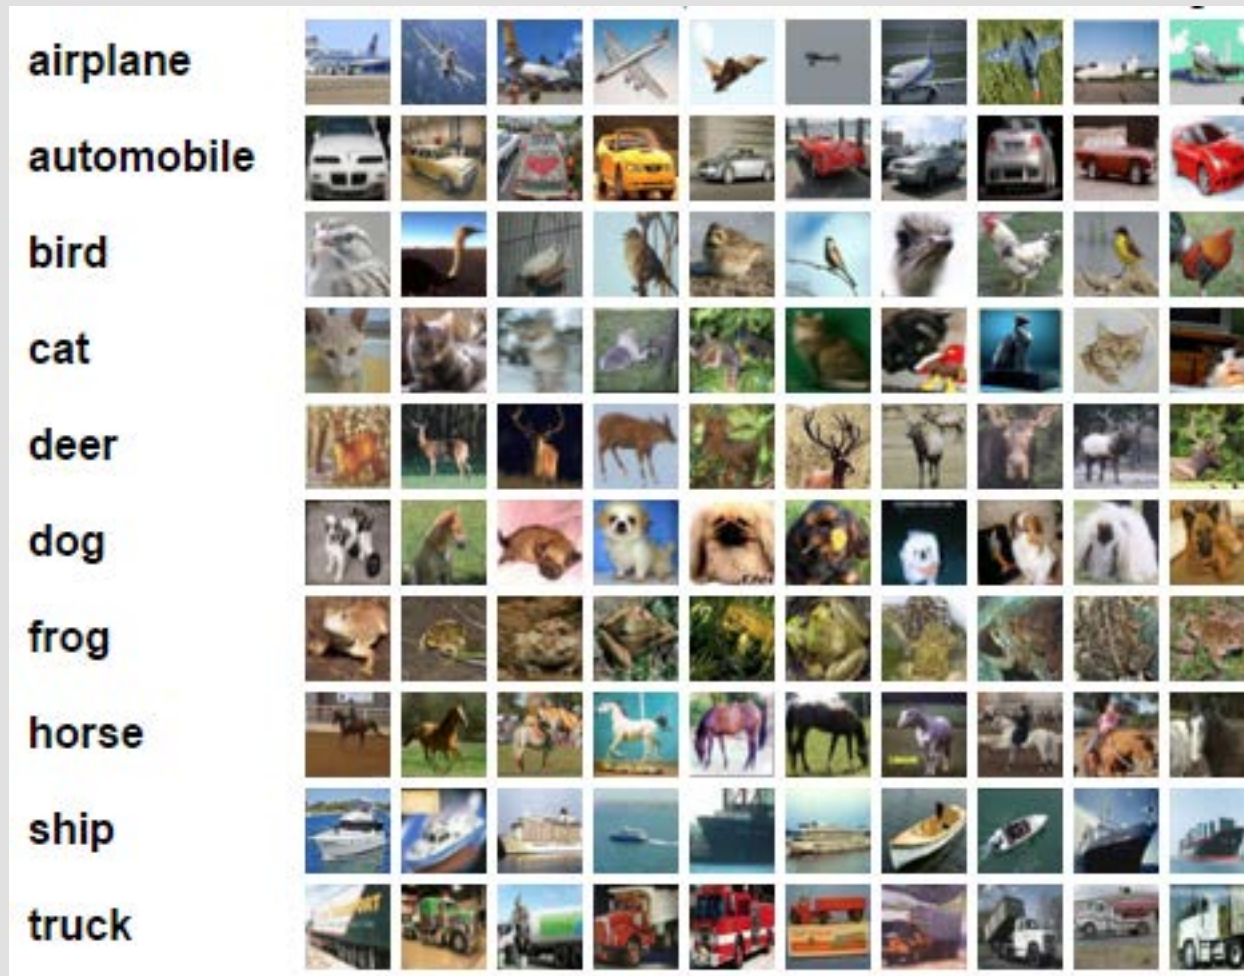 airplane
automobile
bird
cat
deer
dog
frog
horse
ship
truck